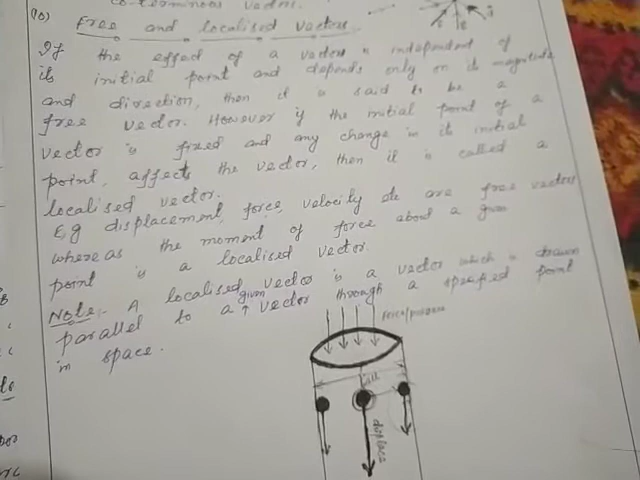 co-terminous vector.
(10) Free and localised vectors
If the effect of a vector is independent of
its initial point and depends only on its magnitude
and direction, then it is said to be a
free vector. However if the initial point of a
vector is fixed and any change in its initial
point, affects the vector, then it is called a
localised vector.
E.g displacement, force, velocity etc are free vectors
whereas the moment of force about a given
point is a localised vector
Note:- A localised vector is a vector which is drawn
parallel to a given vector through a specified point
in space.
displace